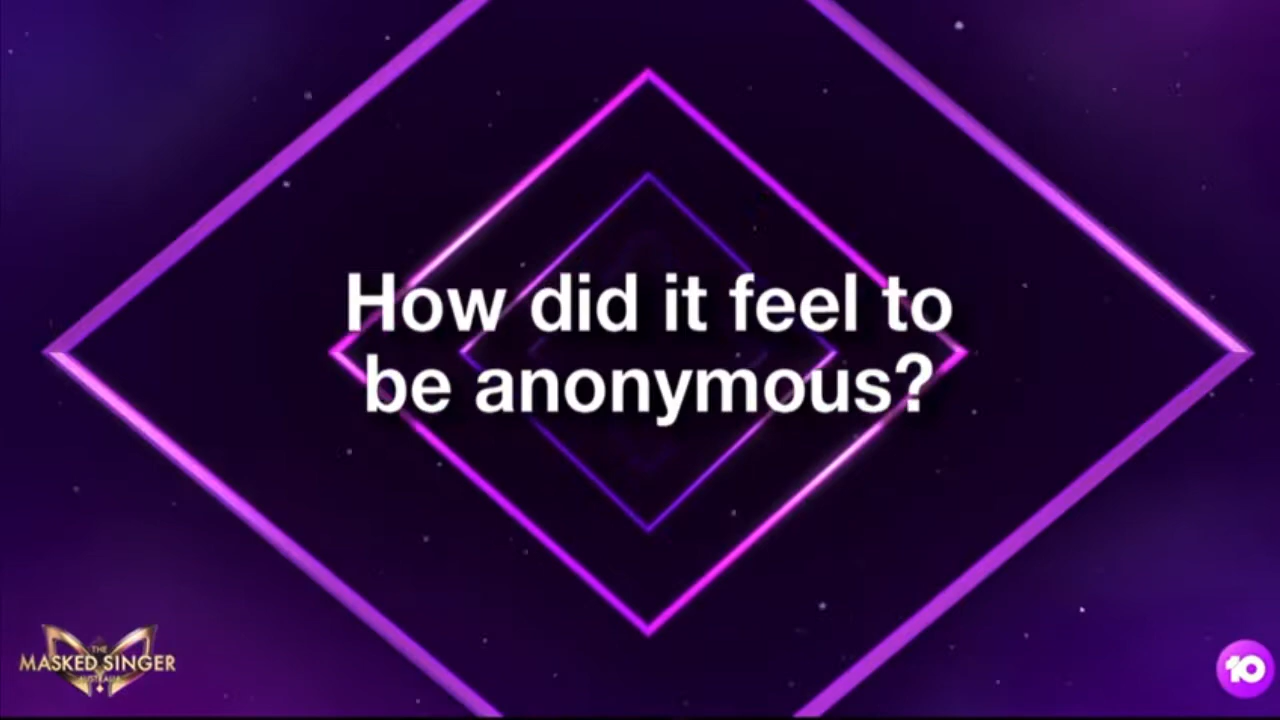 How did it feel to
be anonymous?
THE
MASKED SINGER
AUSTRALIA
10